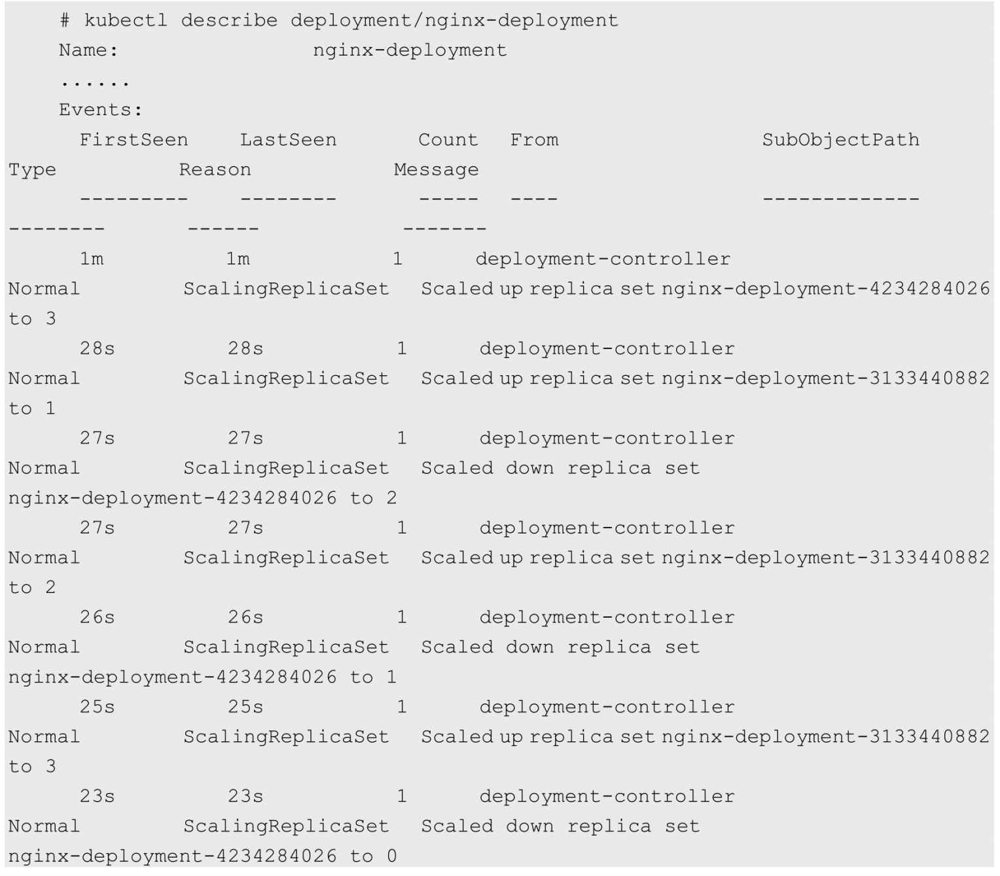 # kubectl describe deployment/nginx-deployment
Name: nginx-deployment
......
Events:
FirstSeen LastSeen Count From SubObjectPath
Type Reason Message
--------- -------- ----- ---- -------------
-------- ------ -------
1m 1m 1 deployment-controller
Normal ScalingReplicaSet Scaled up replica set nginx-deployment-4234284026
to 3
28s 28s 1 deployment-controller
Normal ScalingReplicaSet Scaled up replica set nginx-deployment-3133440882
to 1
27s 27s 1 deployment-controller
Normal ScalingReplicaSet Scaled down replica set
nginx-deployment-4234284026 to 2
27s 27s 1 deployment-controller
Normal ScalingReplicaSet Scaled up replica set nginx-deployment-3133440882
to 2
26s 26s 1 deployment-controller
Normal ScalingReplicaSet Scaled down replica set
nginx-deployment-4234284026 to 1
25s 25s 1 deployment-controller
Normal ScalingReplicaSet Scaled up replica set nginx-deployment-3133440882
to 3
23s 23s 1 deployment-controller
Normal ScalingReplicaSet Scaled down replica set
nginx-deployment-4234284026 to 0